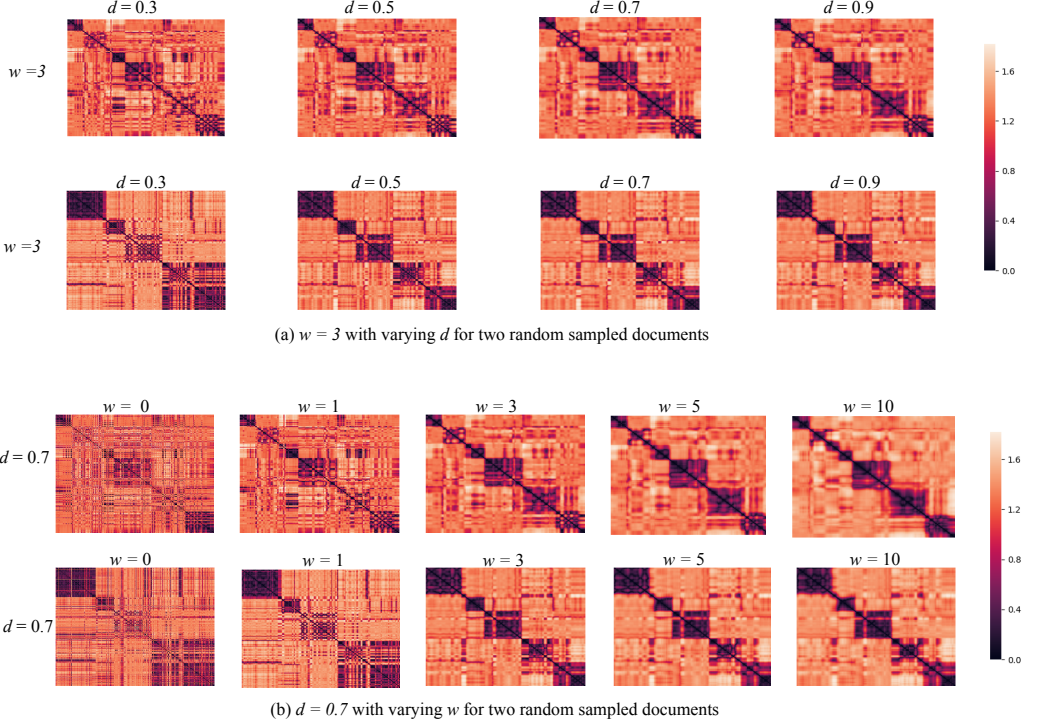 d = 0.3 d = 0.5 d = 0.7 d = 0.9
w =3
1.6
1.2
0.8
0.4
0.0
d = 0.3 d = 0.5 d = 0.7 d = 0.9
w =3
(a) w = 3 with varying d for two random sampled documents
w = 0 w = 1 w = 3 w = 5 w = 10
d = 0.7
1.6
1.2
0.8
0.4
0.0
w = 0 w = 1 w = 3 w = 5 w = 10
d = 0.7
(b) d = 0.7 with varying w for two random sampled documents